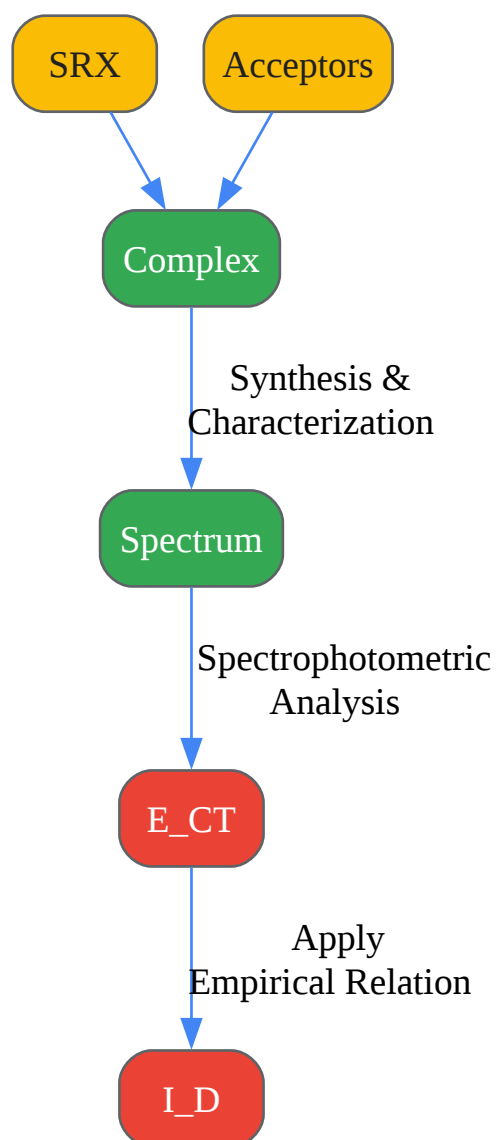 SRX
Acceptors
Complex
Synthesis &
Characterization
Spectrum
Spectrophotometric
Analysis
E_CT
Apply
Empirical Relation
I_D